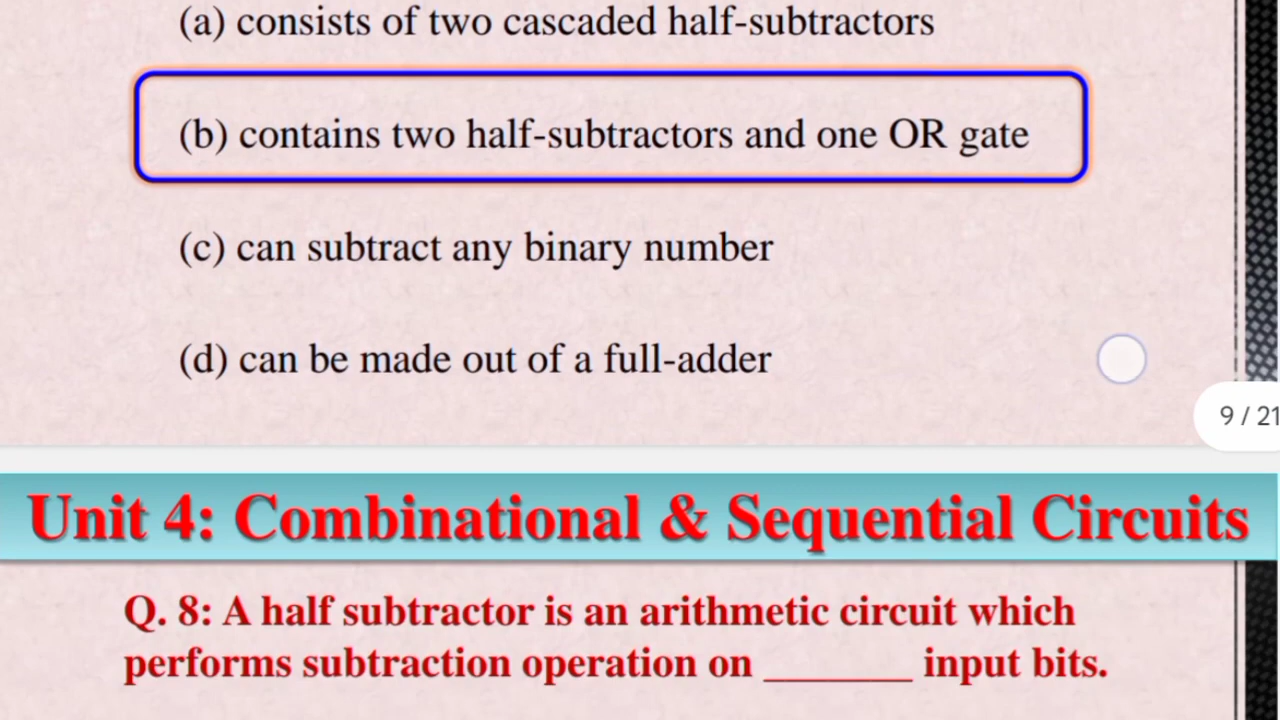 (a) consists of two cascaded half-subtractors
(b) contains two half-subtractors and one OR gate
(c) can subtract any binary number
(d) can be made out of a full-adder
9 / 21
Unit 4: Combinational & Sequential Circuits
Q. 8: A half subtractor is an arithmetic circuit which
performs subtraction operation on _______ input bits.